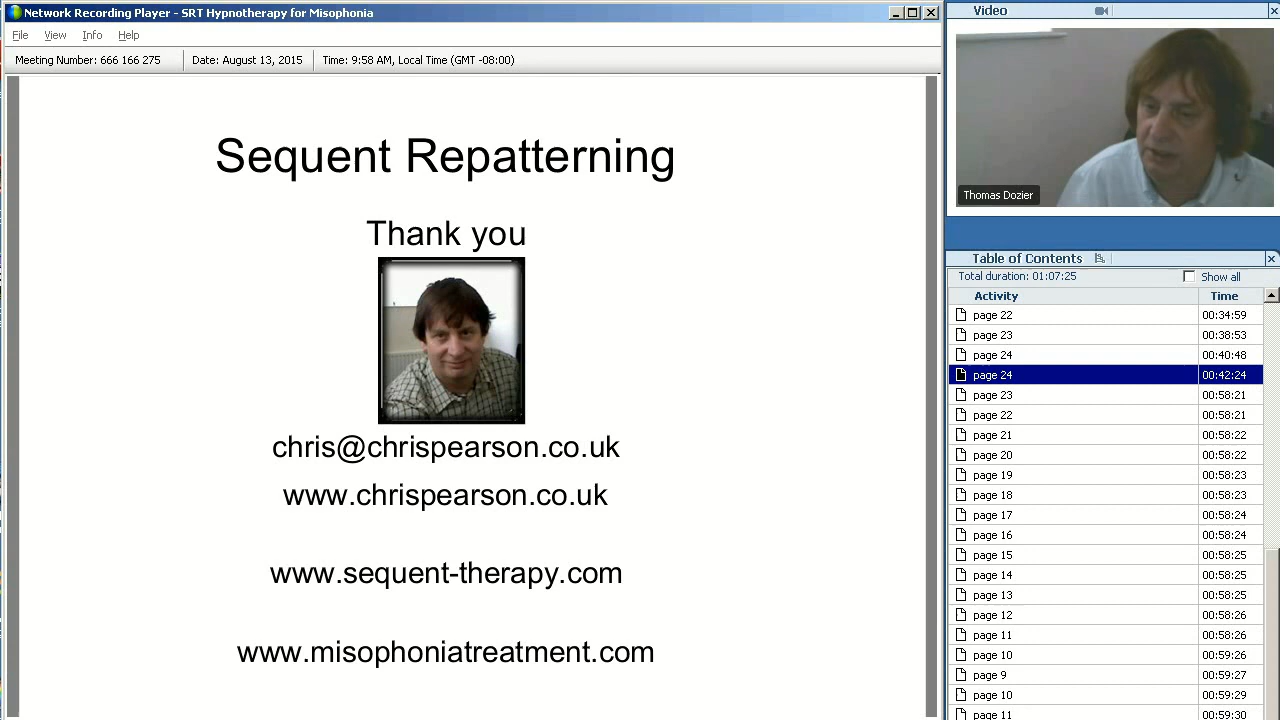 Network Recording Player - SRT Hypnotherapy for Misophonia
File View Info Help
Meeting Number: 666 166 275 Date: August 13, 2015 Time: 9:58 AM, Local Time (GMT -08:00)
Sequent Repatterning
Thank you
chris@chrispearson.co.uk
www.chrispearson.co.uk
www.sequent-therapy.com
www.misophoniatreatment.com
Video
Thomas Dozier
Table of Contents
Total duration: 01:07:25 Show all
Activity Time
page 22 00:34:59
page 23 00:38:53
page 24 00:40:48
page 24 00:42:24
page 23 00:58:21
page 22 00:58:21
page 21 00:58:22
page 20 00:58:22
page 19 00:58:23
page 18 00:58:23
page 17 00:58:24
page 16 00:58:24
page 15 00:58:25
page 14 00:58:25
page 13 00:58:25
page 12 00:58:26
page 11 00:58:26
page 10 00:59:26
page 9 00:59:27
page 10 00:59:29
page 11 00:59:30